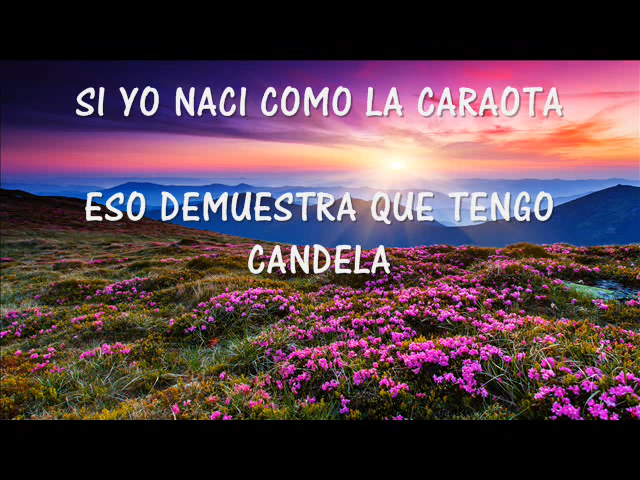 SI YO NACI COMO LA CARAOTA
ESO DEMUESTRA QUE TENGO
CANDELA